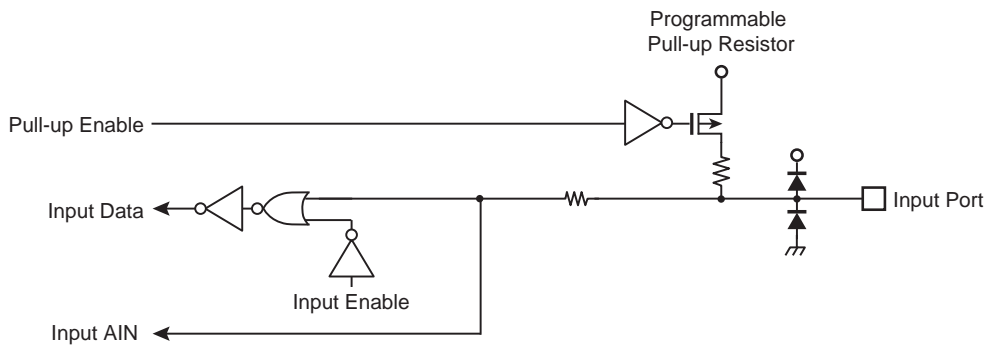 Programmable
Pull-up Resistor
Pull-up Enable
Input Data
Input Port
Input Enable
Input AIN